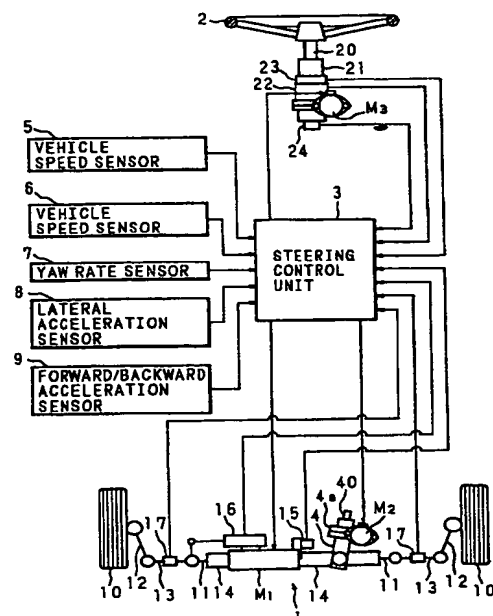 2
20
21
23
22
M3
24
5
VEHICLE
SPEED SENSOR
6
VEHICLE
SPEED SENSOR
3
STEERING
CONTROL
UNIT
7
YAW RATE SENSOR
8
LATERAL
ACCELERATION
SENSOR
9
FORWARD/BACKWARD
ACCELERATION
SENSOR
40
4a
4
M2
16
15
17
17
10
12
13
11
14
M1
14
11
13
12
10
1